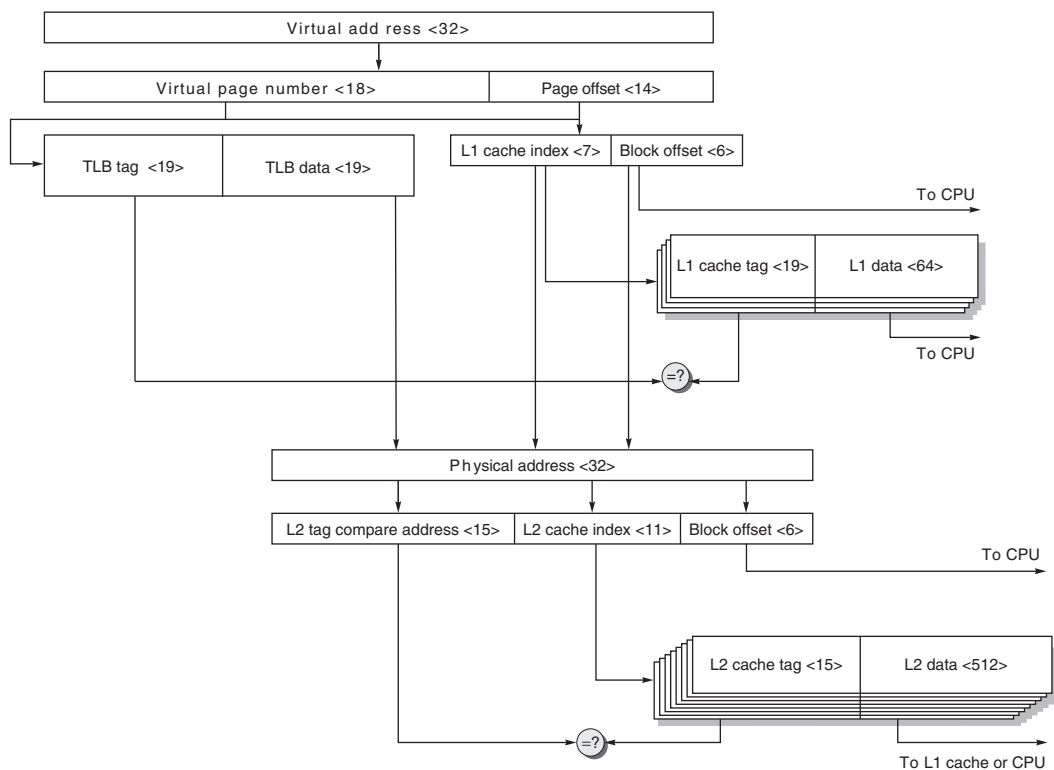 Virtual add ress <32>
Virtual page number <18>
Page offset <14>
TLB tag <19>
TLB data <19>
L1 cache index <7>
Block offset <6>
To CPU
L1 cache tag <19>
L1 data <64>
To CPU
=?
Physical address <32>
L2 tag compare address <15>
L2 cache index <11>
Block offset <6>
To CPU
L2 cache tag <15>
L2 data <512>
=?
To L1 cache or CPU